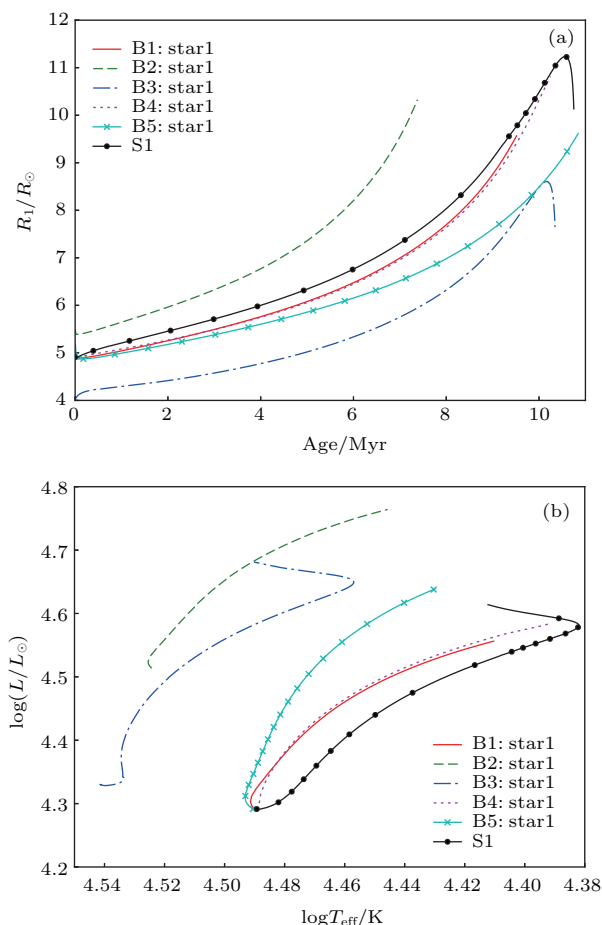 (a)
B1: star1
B2: star1
B3: star1
B4: star1
B5: star1
S1
12
11
10
9
8
7
6
5
4
R1/R⊙
0 2 4 6 8 10
Age/Myr
(b)
4.8
4.7
4.6
4.5
4.4
4.3
4.2
log(L/L⊙)
B1: star1
B2: star1
B3: star1
B4: star1
B5: star1
S1
4.54 4.52 4.50 4.48 4.46 4.44 4.42 4.40 4.38
logTeff/K